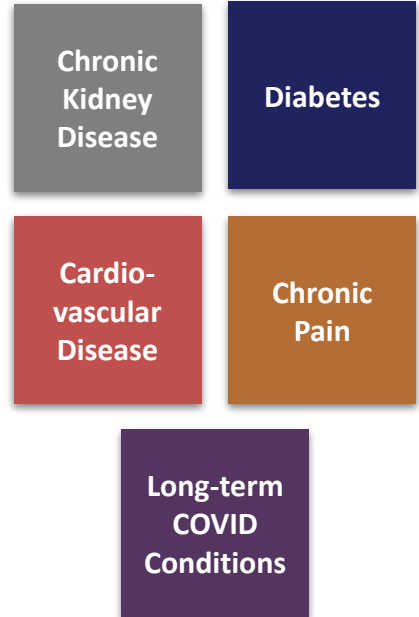 Chronic
Kidney
Disease
Diabetes
Cardio-
vascular
Disease
Chronic
Pain
Long-term
COVID
Conditions